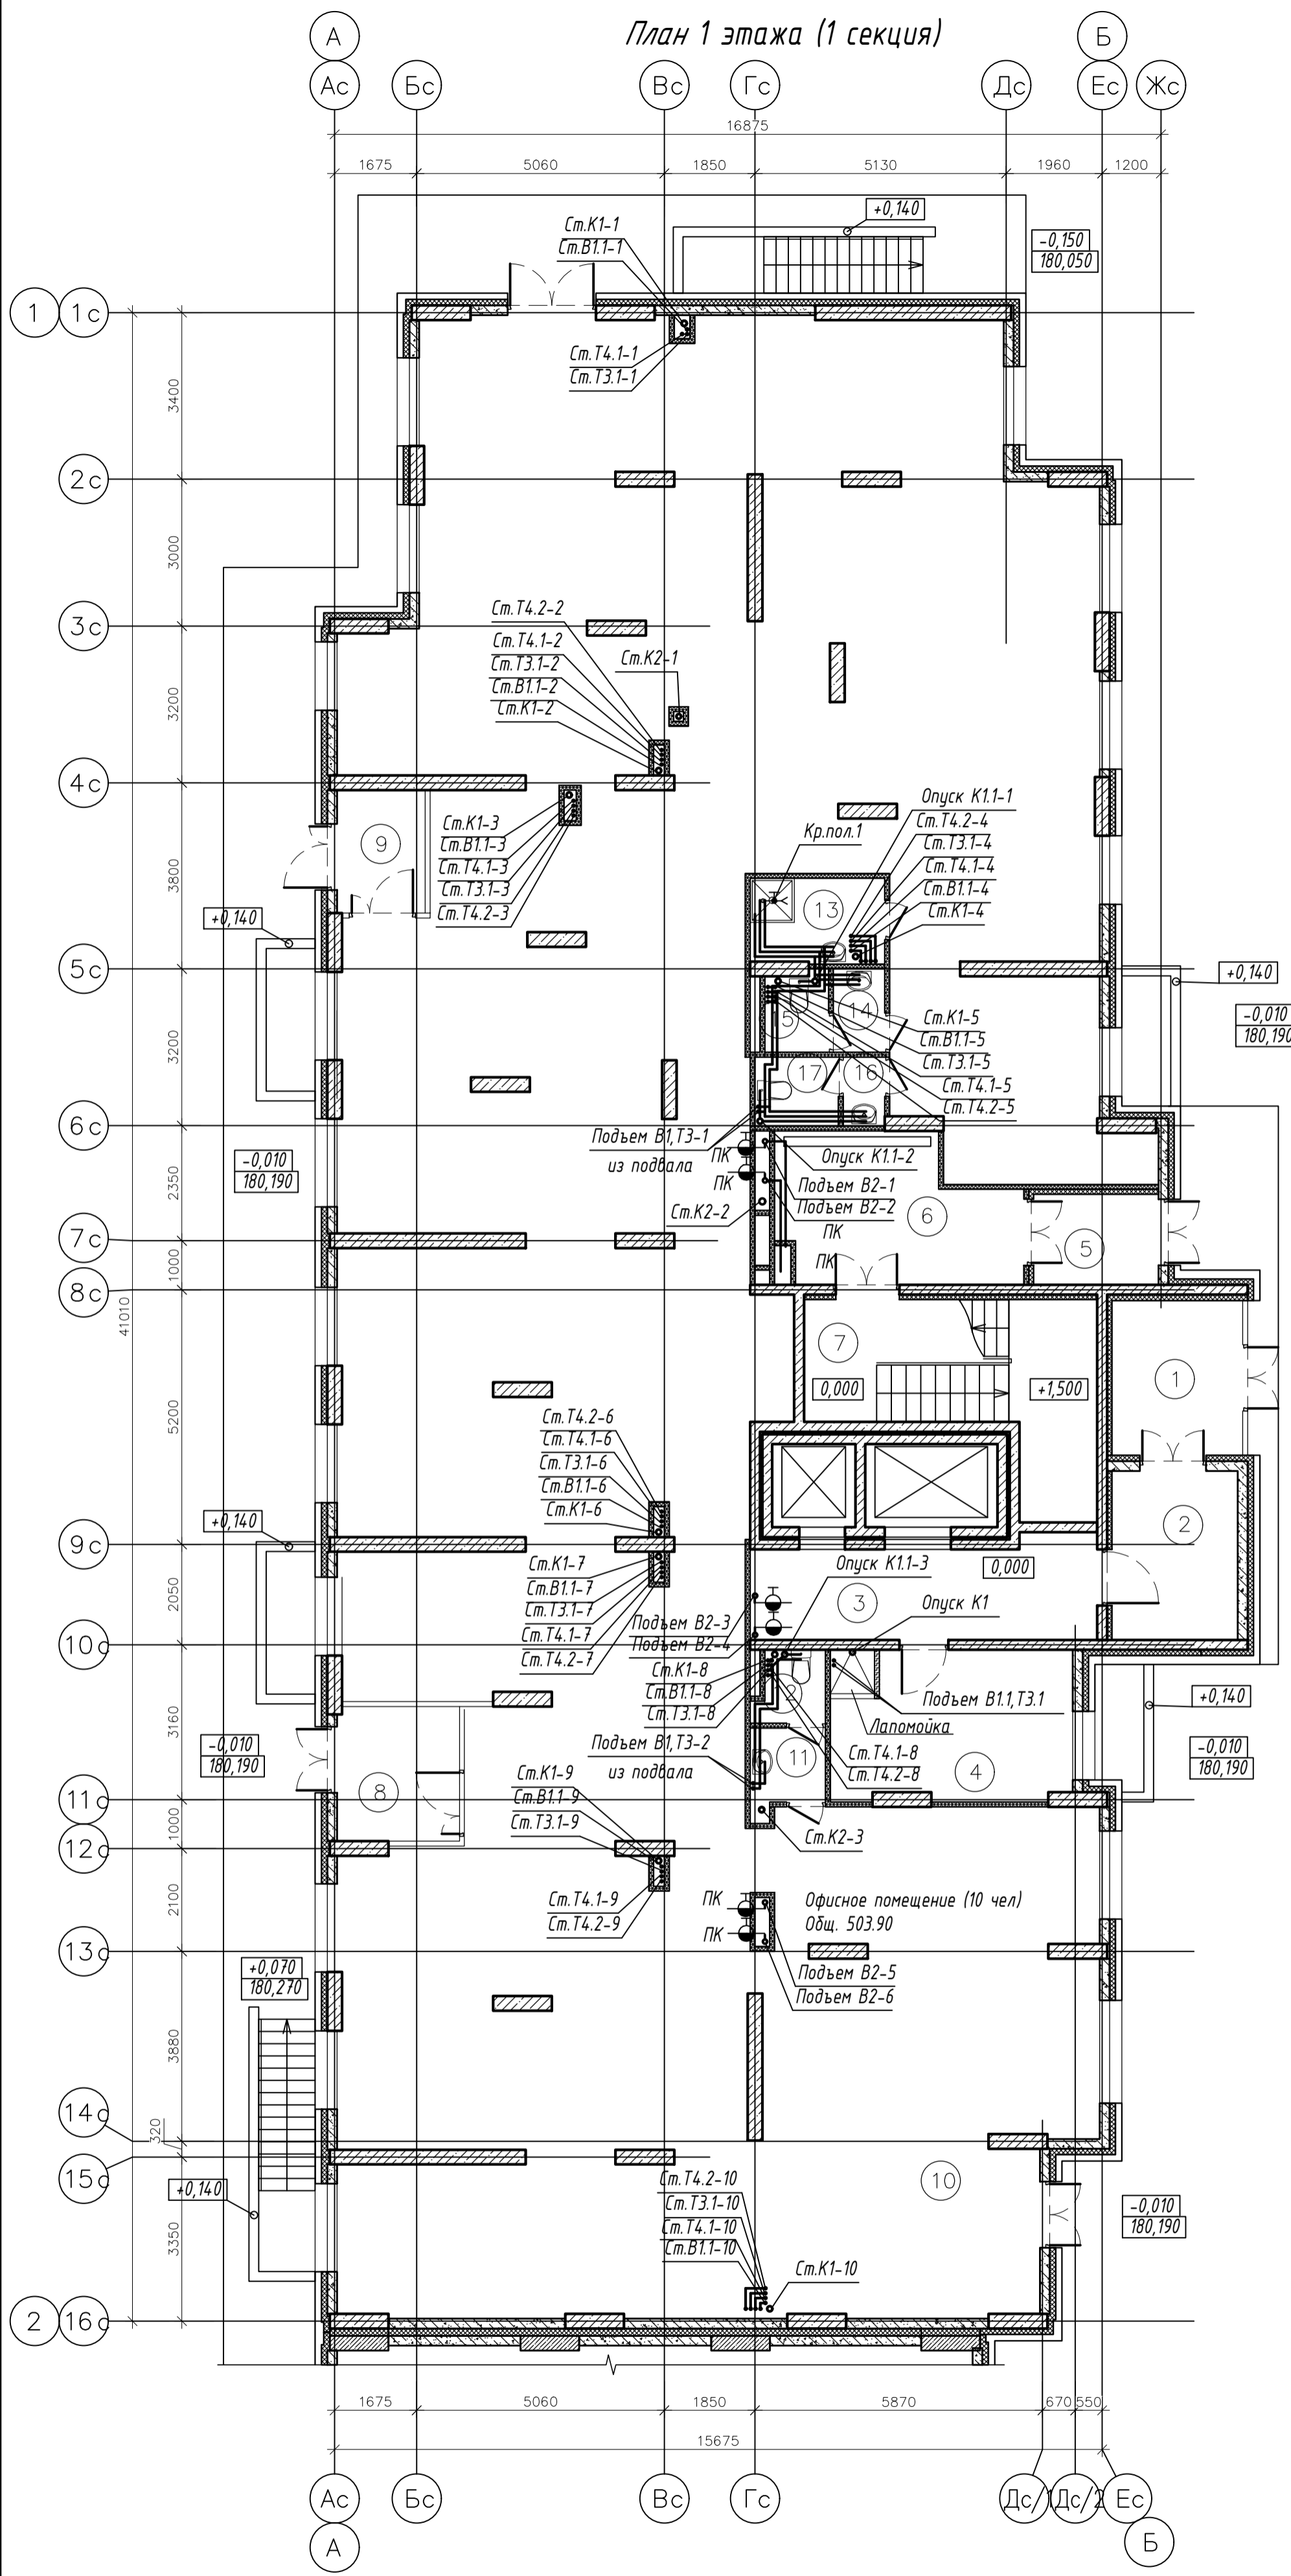 План 1 этажа (1 секция)
А
Б
Ас
Бс
Вс
Гс
Дс
Ес
Жс
16875
1675
5060
1850
5130
1960
1200
+0,140
-0,150
180,050
Ст.К1-1
Ст.В1.1-1
1
1с
Ст.Т4.1-1
Ст.Т3.1-1
3400
2с
3000
Ст.Т4.2-2
3с
Ст.Т4.1-2
Ст.Т3.1-2
Ст.К2-1
Ст.В1.1-2
Ст.К1-2
3200
4с
Опуск К1.1-1
Ст.К1-3
Кр.пол.1
Ст.Т4.2-4
Ст.В1.1-3
9
Ст.Т3.1-4
Ст.Т4.1-3
Ст.Т4.1-4
Ст.Т3.1-3
Ст.В1.1-4
Ст.Т4.2-3
13
Ст.К1-4
3800
+0,140
5с
+0,140
14
Ст.К1-5
-0,010
180,190
5
Ст.В1.1-5
3200
Ст.Т3.1-5
17
16
Ст.Т4.1-5
Ст.Т4.2-5
6с
Подъем В1,Т3-1
из подвала
ПК
Опуск К1.1-2
-0,010
180,190
ПК
Подъем В2-1
Подъем В2-2
2350
Ст.К2-2
6
ПК
7с
5
ПК
1000
8с
41010
7
1
0,000
+1,500
5200
Ст.Т4.2-6
Ст.Т4.1-6
Ст.Т3.1-6
Ст.В1.1-6
Ст.К1-6
2
+0,140
9с
Ст.К1-7
Опуск К1.1-3
0,000
Ст.В1.1-7
2050
Ст.Т3.1-7
3
Опуск К1
Подъем В2-3
Ст.Т4.1-7
Подъем В2-4
10с
Ст.Т4.2-7
Ст.К1-8
Ст.В1.1-8
2
Подъем В1.1,Т3.1
+0,140
Ст.Т3.1-8
Лапомойка
3160
-0,010
180,190
Подъем В1,Т3-2
из подвала
11
Ст.Т4.1-8
Ст.Т4.2-8
4
-0,010
180,190
Ст.К1-9
8
Ст.В1.1-9
11с
Ст.Т3.1-9
1000
Ст.К2-3
12с
2100
Ст.Т4.1-9
Ст.Т4.2-9
ПК
Офисное помещение (10 чел)
Общ. 503.90
ПК
13с
+0,070
180,270
Подъем В2-5
Подъем В2-6
3880
14с
320
15с
+0,140
Ст.Т4.2-10
10
Ст.Т3.1-10
Ст.Т4.1-10
Ст.В1.1-10
-0,010
180,190
3350
Ст.К1-10
2
16с
1675
5060
1850
5870
670
550
15675
Ас
Бс
Вс
Гс
Дс/1
Дс/2
Ес
А
Б